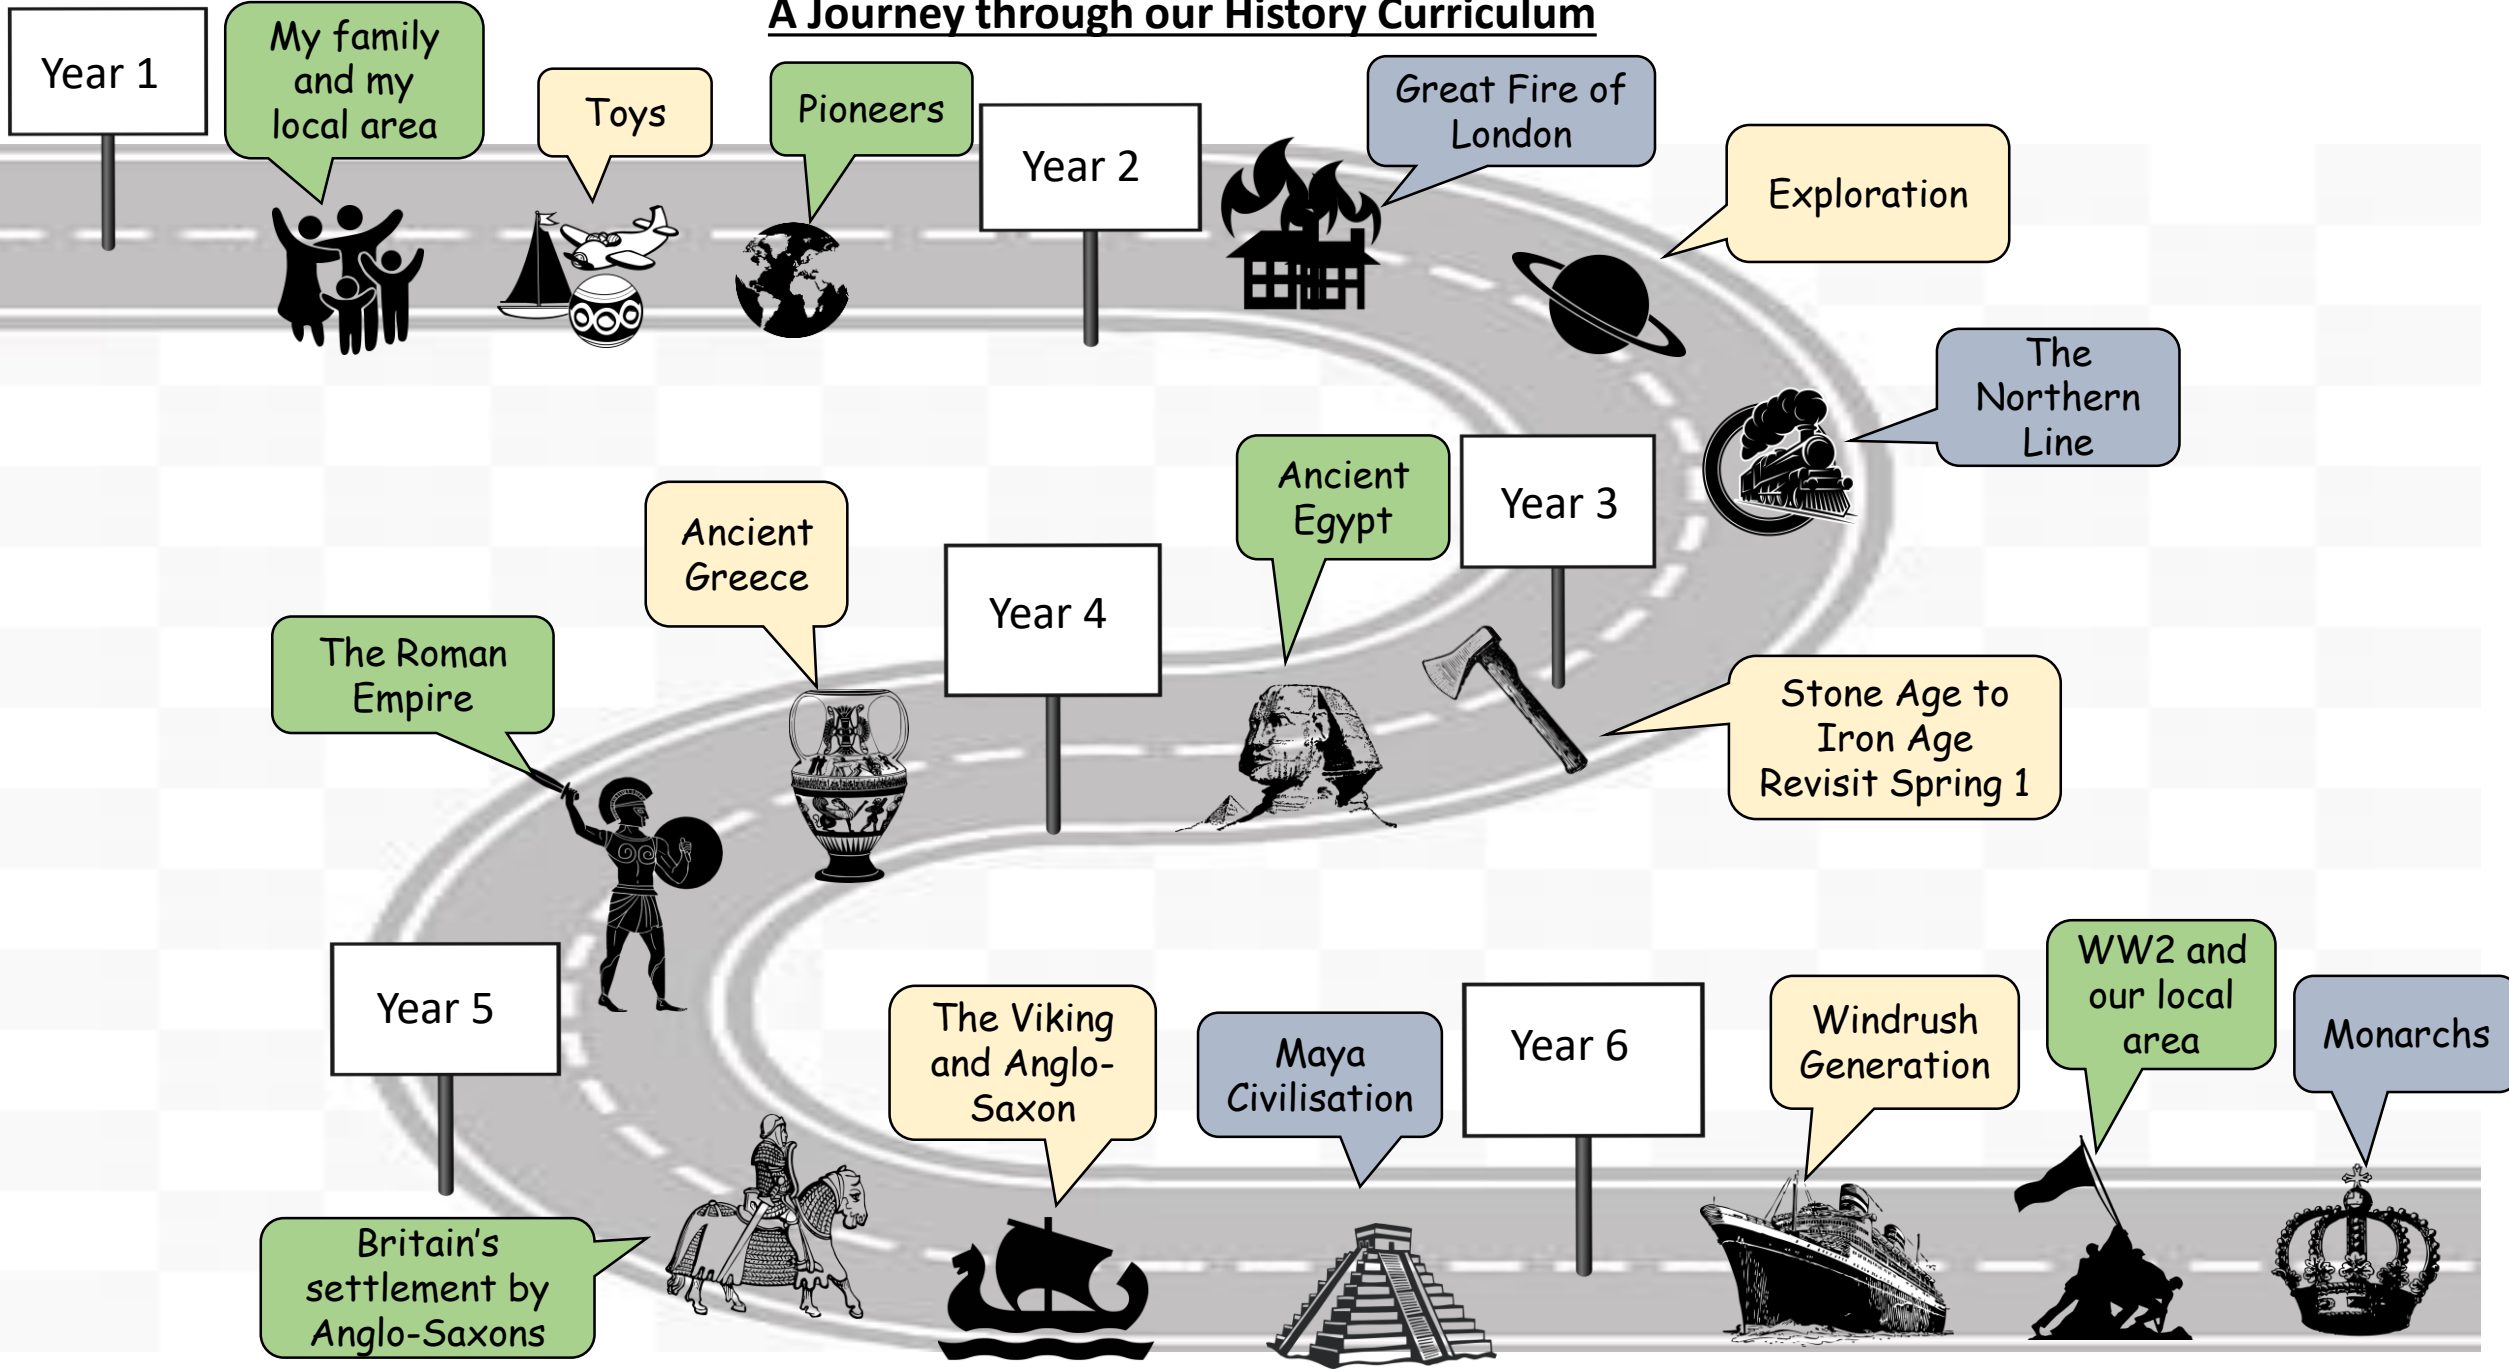 A Journey through our History Curriculum
Year 1
My family
and my
local area
Toys
Pioneers
Year 2
Great Fire of
London
Exploration
The
Northern
Line
Year 3
Stone Age to
Iron Age
Revisit Spring 1
Ancient
Egypt
Year 4
Ancient
Greece
The Roman
Empire
Year 5
Britain's
settlement by
Anglo-Saxons
The Viking
and Anglo-
Saxon
Maya
Civilisation
Year 6
Windrush
Generation
WW2 and
our local
area
Monarchs